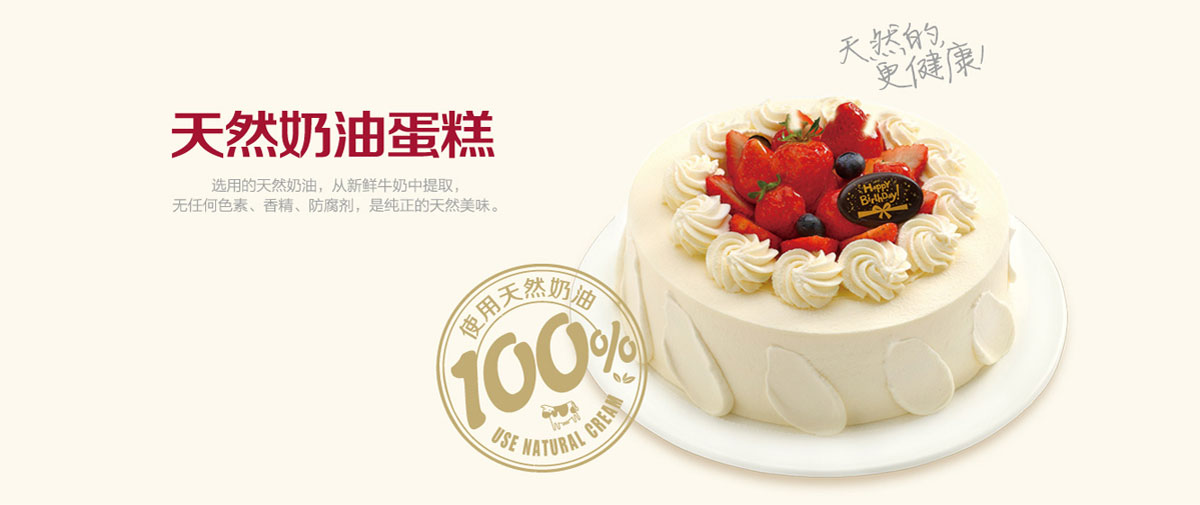 天然的,
更健康!
天然奶油蛋糕
选用的天然奶油，从新鲜牛奶中提取，
无任何色素、香精、防腐剂，是纯正的天然美味。
Happy
BirthDay!
使用天然奶油
100%
USE NATURAL CREAM